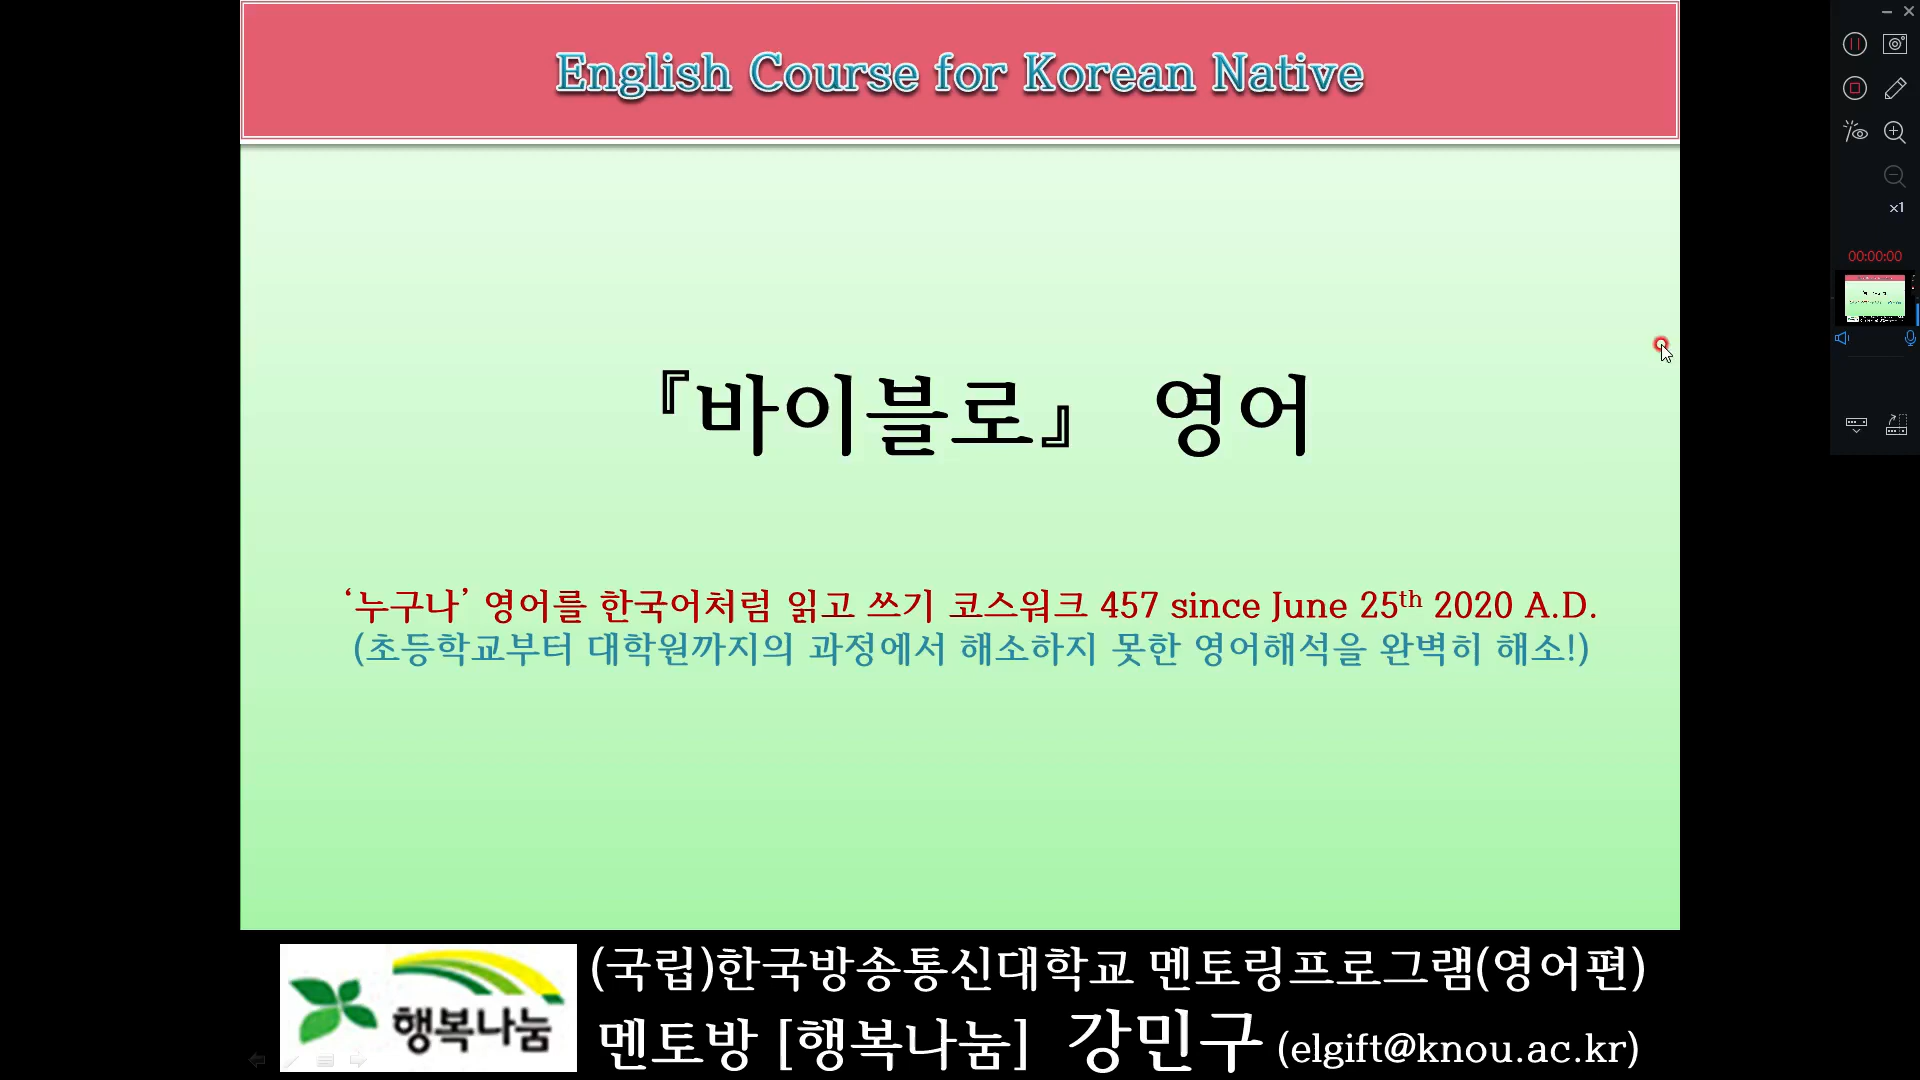 English Course for Korean Native
『바이블로』 영어
‘누구나’ 영어를 한국어처럼 읽고 쓰기 코스워크 457 since June 25th 2020 A.D.
(초등학교부터 대학원까지의 과정에서 해소하지 못한 영어해석을 완벽히 해소!)
행복나눔
(국립)한국방송통신대학교 멘토링프로그램(영어편)
멘토방 [행복나눔] 강민구 (elgift@knou.ac.kr)
x1
00:00:00